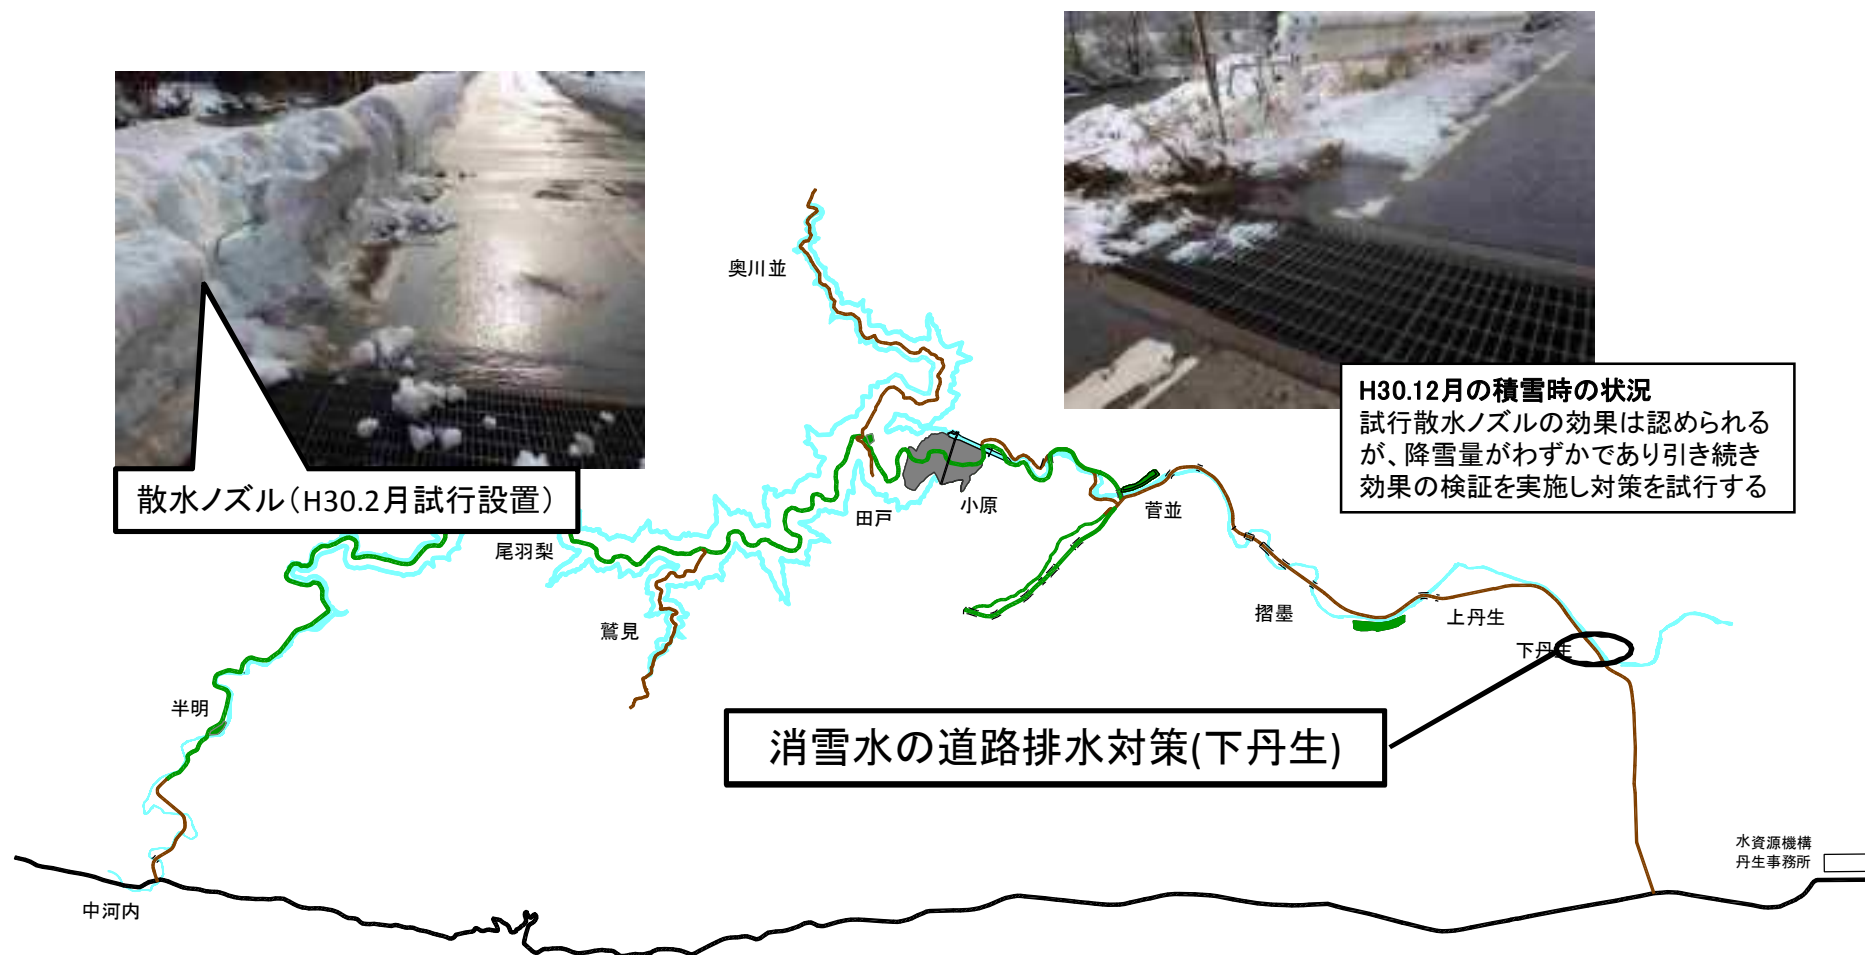 奥川並
H30.12月の積雪時の状況
試行散水ノズルの効果は認められる
が、降雪量がわずかであり引き続き
効果の検証を実施し対策を試行する
散水ノズル（H30.2月試行設置）
田戸
小原
菅並
尾羽梨
鷲見
摺墨
上丹生
下丹生
半明
消雪水の道路排水対策(下丹生)
水資源機構
丹生事務所
中河内